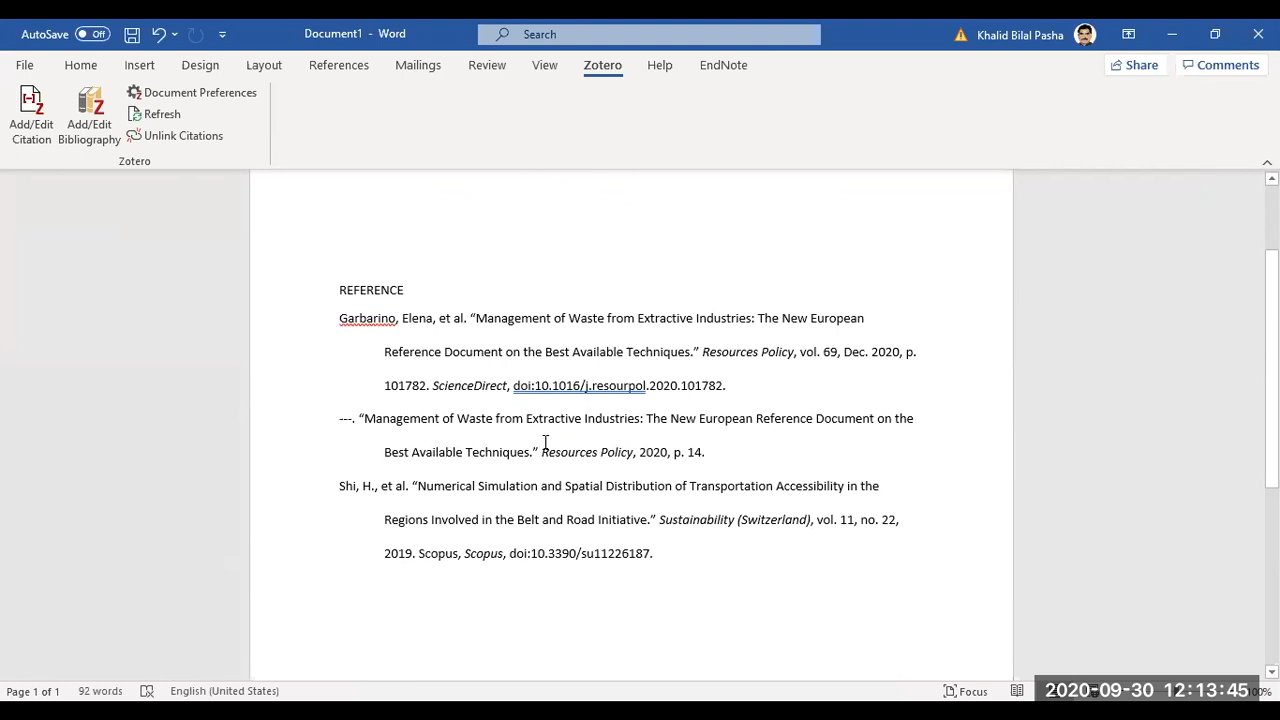 AutoSave Off Document1 - Word Search Khalid Bilal Pasha
File Home Insert Design Layout References Mailings Review View Zotero Help EndNote Share Comments
Add/Edit Citation
Add/Edit Bibliography
Document Preferences
Refresh
Unlink Citations
Zotero
REFERENCE
Garbarino, Elena, et al. “Management of Waste from Extractive Industries: The New European
Reference Document on the Best Available Techniques.” Resources Policy, vol. 69, Dec. 2020, p.
101782. ScienceDirect, doi:10.1016/j.resourpol.2020.101782.
---. “Management of Waste from Extractive Industries: The New European Reference Document on the
Best Available Techniques.” Resources Policy, 2020, p. 14.
Shi, H., et al. “Numerical Simulation and Spatial Distribution of Transportation Accessibility in the
Regions Involved in the Belt and Road Initiative.” Sustainability (Switzerland), vol. 11, no. 22,
2019. Scopus, Scopus, doi:10.3390/su11226187.
Page 1 of 1 92 words English (United States) Focus 2020-09-30 12:13:45